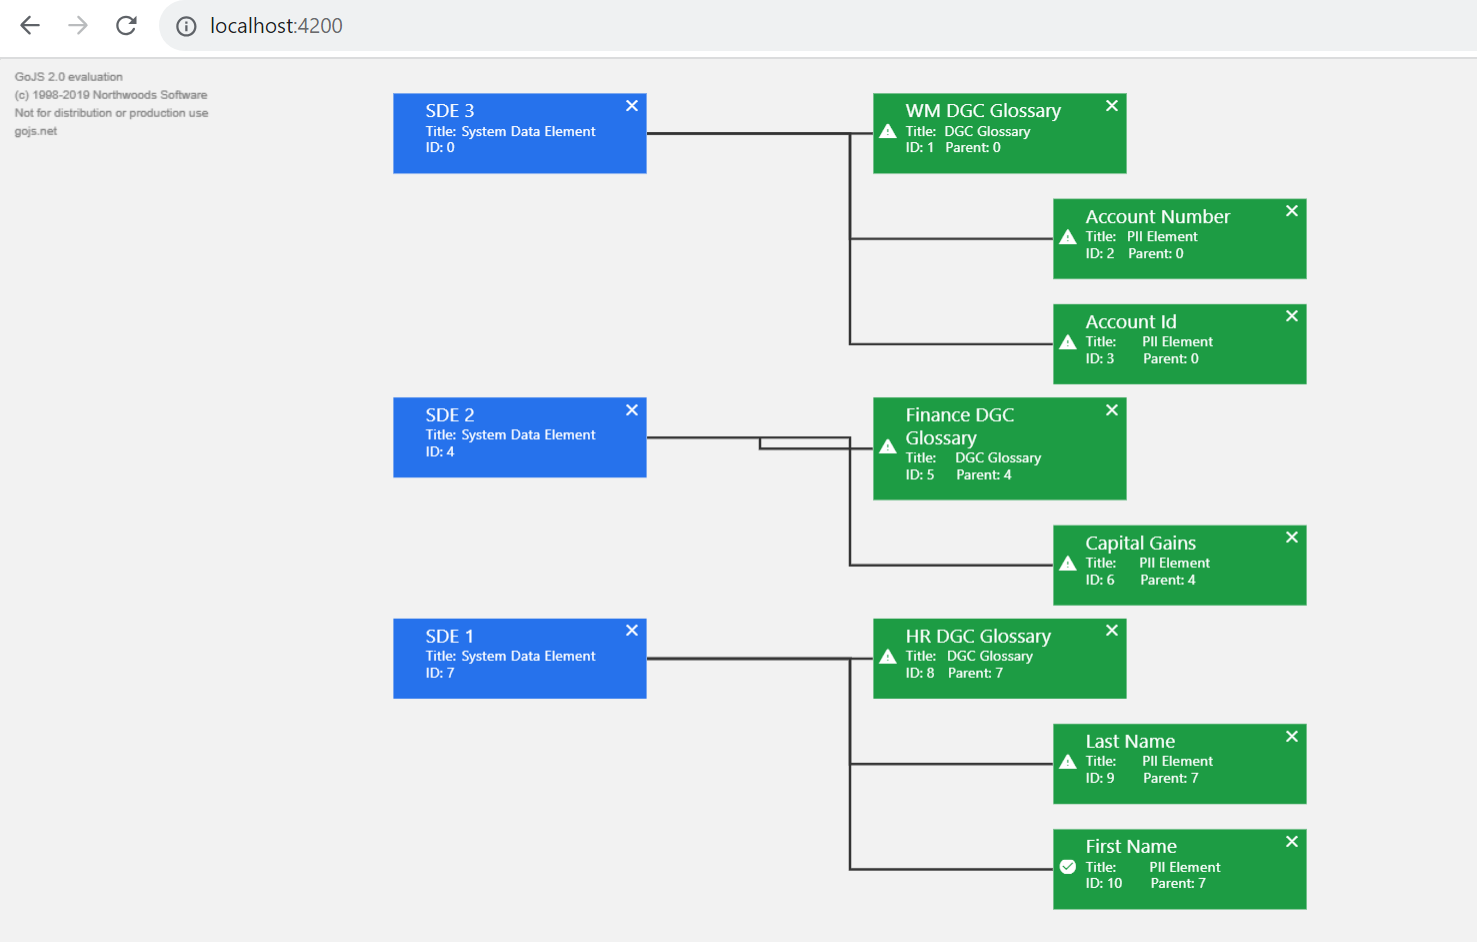 localhost:4200
GoJS 2.0 evaluation
(c) 1998-2019 Northwoods Software
Not for distribution or production use
gojs.net
SDE 3
Title: System Data Element
ID: 0
WM DGC Glossary
Title: DGC Glossary
ID: 1 Parent: 0
Account Number
Title: PII Element
ID: 2 Parent: 0
Account Id
Title: PII Element
ID: 3 Parent: 0
SDE 2
Title: System Data Element
ID: 4
Finance DGC
Glossary
Title: DGC Glossary
ID: 5 Parent: 4
Capital Gains
Title: PII Element
ID: 6 Parent: 4
SDE 1
Title: System Data Element
ID: 7
HR DGC Glossary
Title: DGC Glossary
ID: 8 Parent: 7
Last Name
Title: PII Element
ID: 9 Parent: 7
First Name
Title: PII Element
ID: 10 Parent: 7